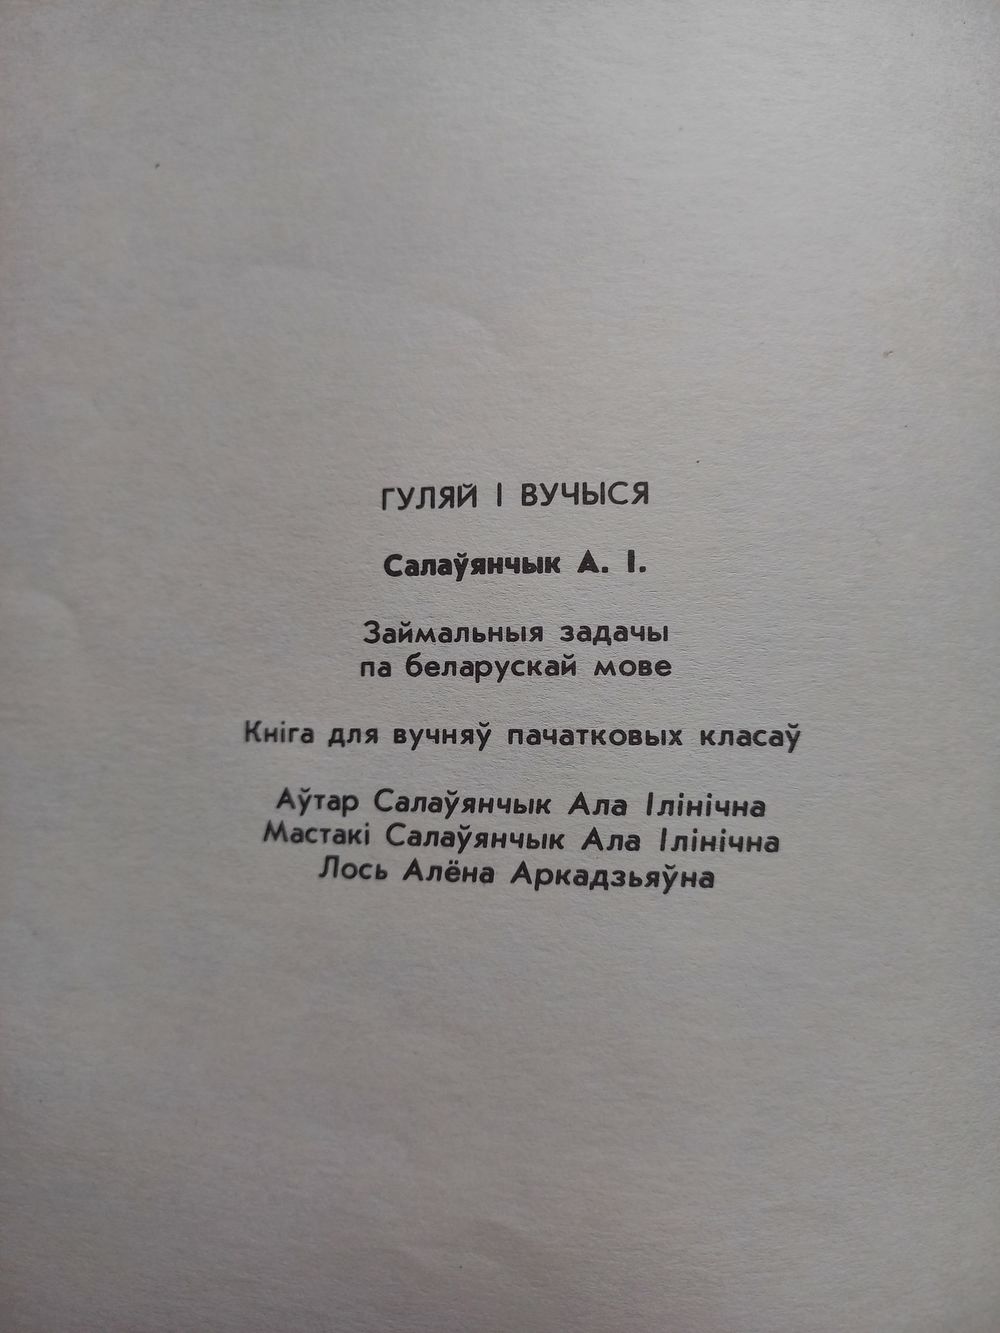 ГУЛЯЙ І ВУЧЫСЯ
Салаўянчык А. І.
Займальныя задачы
па беларускай мове
Кніга для вучняў пачатковых класаў
Аўтар Салаўянчык Ала Ілінічна
Мастакі Салаўянчык Ала Ілінічна
Лось Алёна Аркадзьяўна